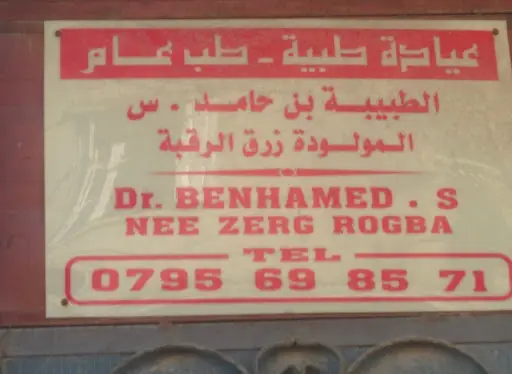 عيادة طبية - طب عام
الطبيبة بن حامد . س
المولودة زرق الرقبة
Dr. BENHAMED . S
NEE ZERG ROGBA
TEL
0795 69 85 71